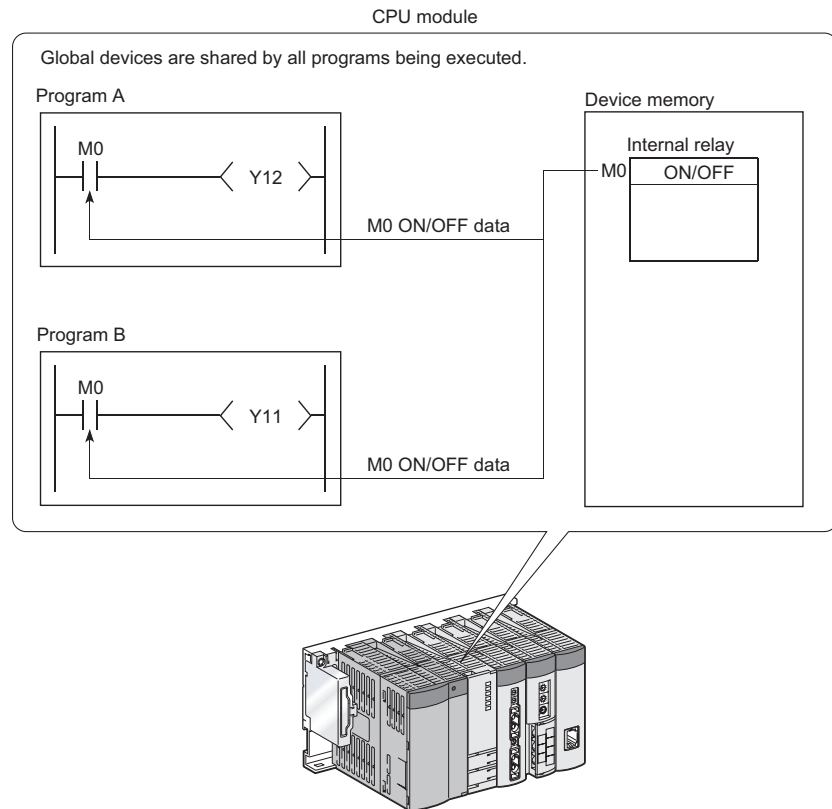 CPU module
Global devices are shared by all programs being executed.
Program A
M0
Y12
M0 ON/OFF data
Device memory
Internal relay
M0
ON/OFF
Program B
M0
Y11
M0 ON/OFF data